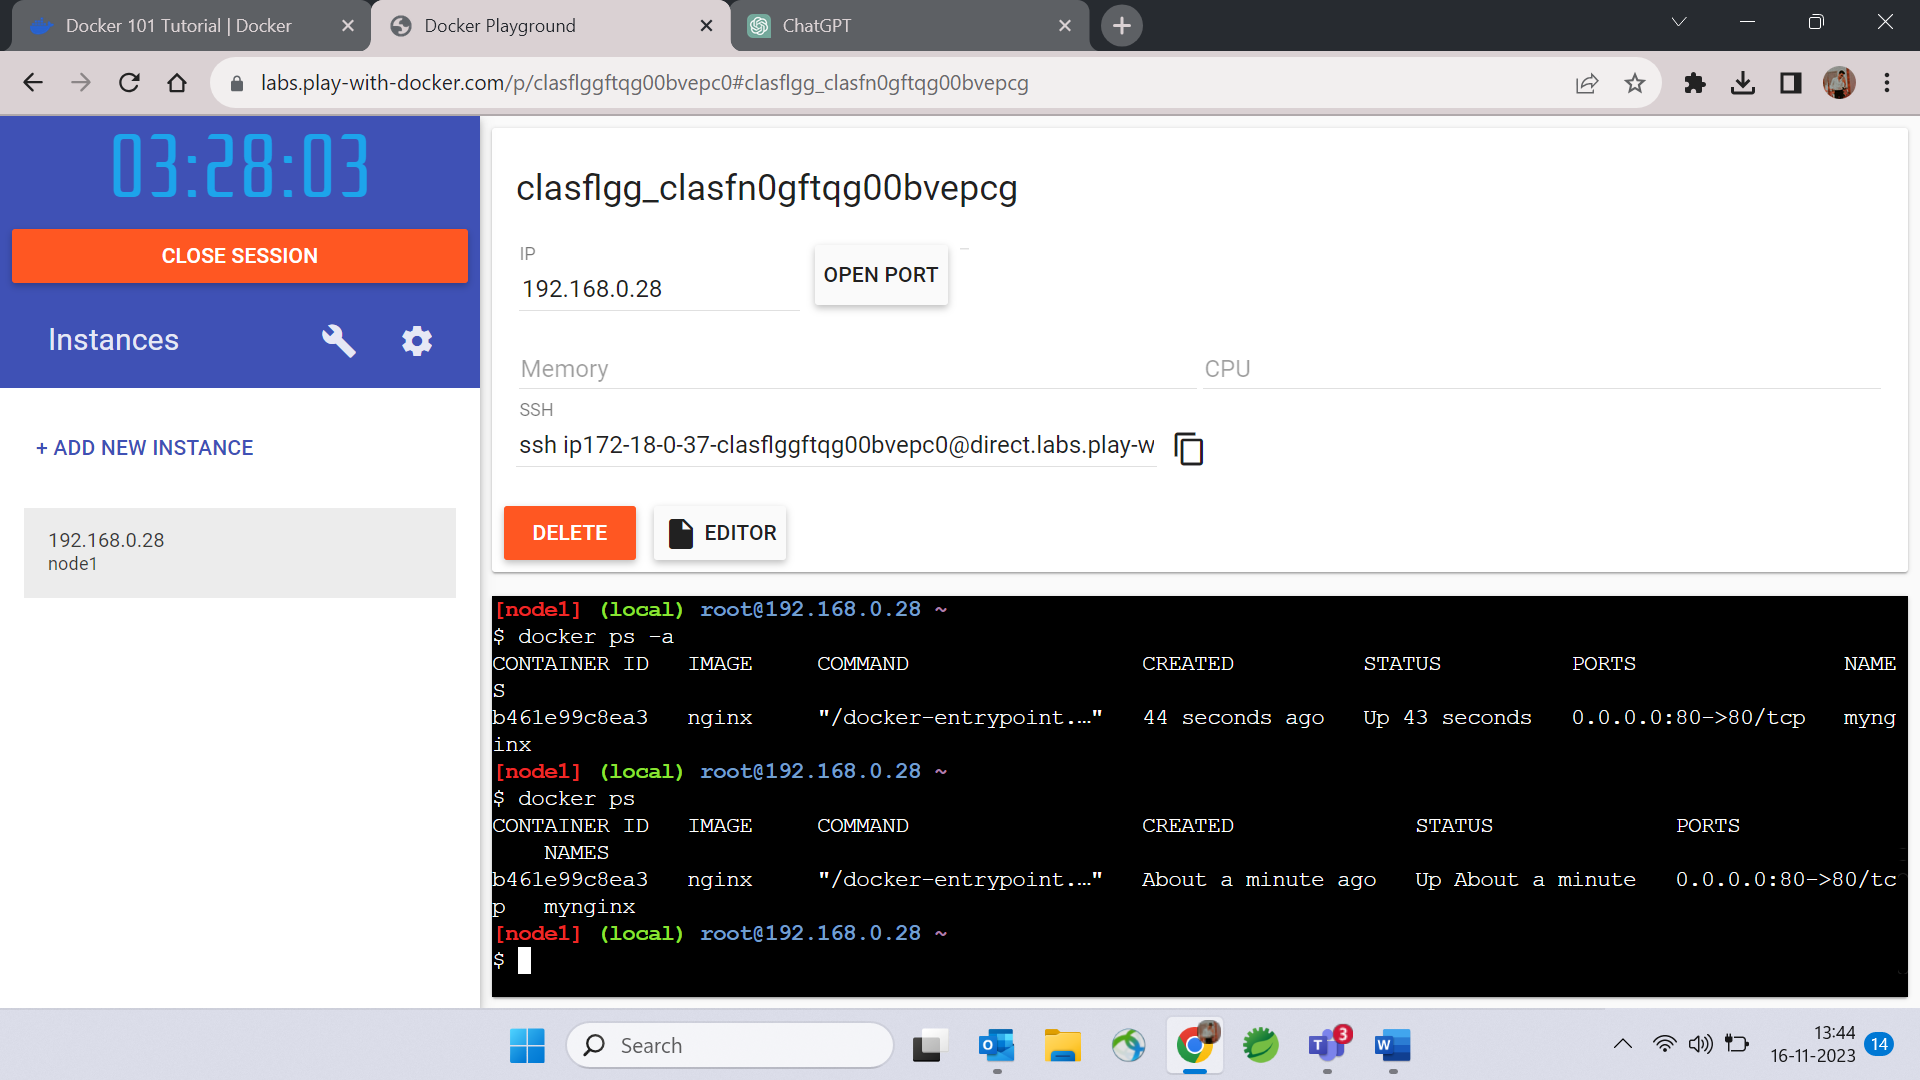 Docker 101 Tutorial | Docker
Docker Playground
ChatGPT
labs.play-with-docker.com/p/clasflggftqg00bvepc0#clasflgg_clasfn0gftqg00bvepcg
03:28:03
CLOSE SESSION
Instances
+ ADD NEW INSTANCE
192.168.0.28
node1
clasflgg_clasfn0gftqg00bvepcg
IP
192.168.0.28
OPEN PORT
Memory
CPU
SSH
ssh ip172-18-0-37-clasflggftqg00bvepc0@direct.labs.play-w
DELETE
EDITOR
[node1] (local) root@192.168.0.28 ~
$ docker ps -a
CONTAINER ID   IMAGE     COMMAND                  CREATED          STATUS          PORTS                NAME
S
b461e99c8ea3   nginx     "/docker-entrypoint.…"   44 seconds ago   Up 43 seconds   0.0.0.0:80->80/tcp   myng
inx
[node1] (local) root@192.168.0.28 ~
$ docker ps
CONTAINER ID   IMAGE     COMMAND                  CREATED              STATUS              PORTS
    NAMES
b461e99c8ea3   nginx     "/docker-entrypoint.…"   About a minute ago   Up About a minute   0.0.0.0:80->80/tc
p   mynginx
[node1] (local) root@192.168.0.28 ~
$
Search
3
13:44
16-11-2023
14